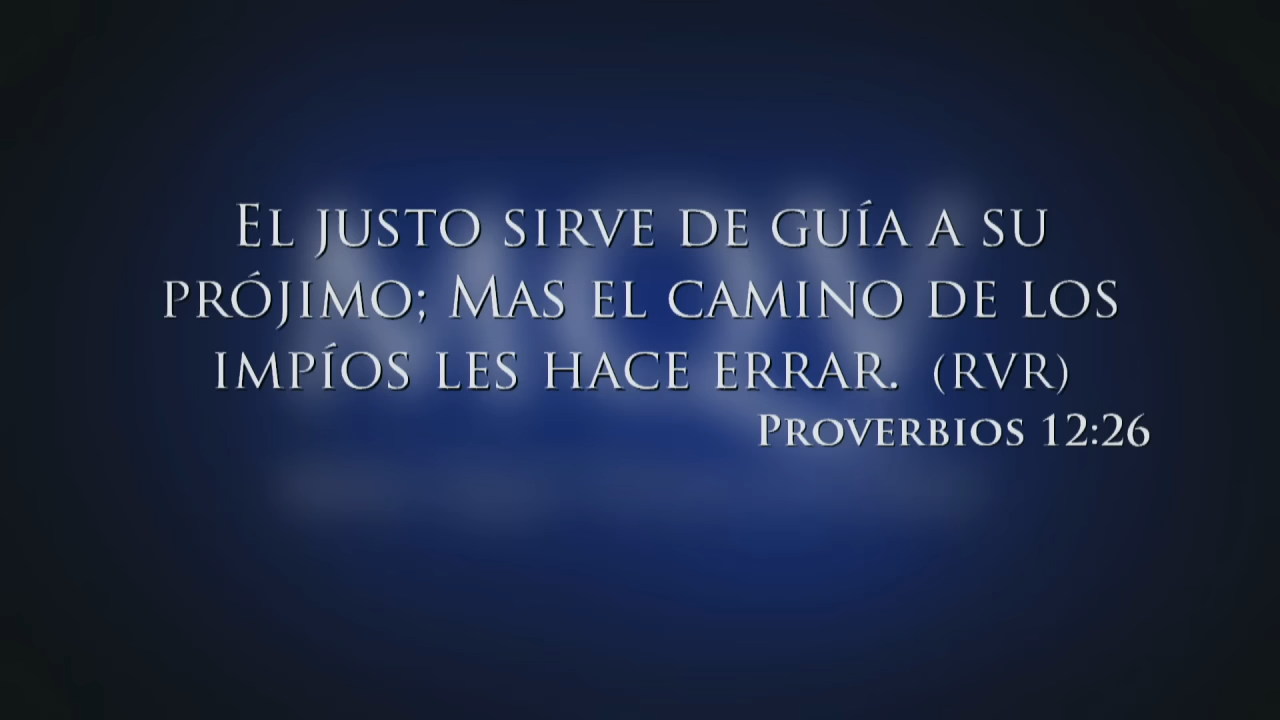 El justo sirve de guía a su
prójimo; Mas el camino de los
impíos les hace errar. (RVR)
Proverbios 12:26